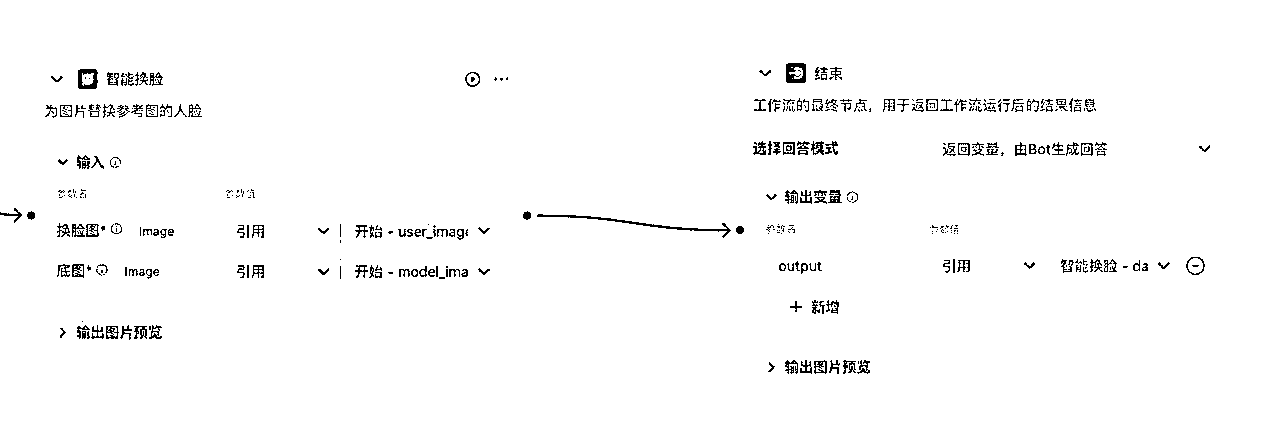 智能换脸
为图片替换参考图的人脸
输入
参数名 参数值
换脸图* Image 引用 开始 - user_image
底图* Image 引用 开始 - model_ima
输出图片预览
结束
工作流的最终节点，用于返回工作流运行后的结果信息
选择回答模式 返回变量，由Bot生成回答
输出变量
参数名 参数值
output 引用 智能换脸 - da
新增
输出图片预览